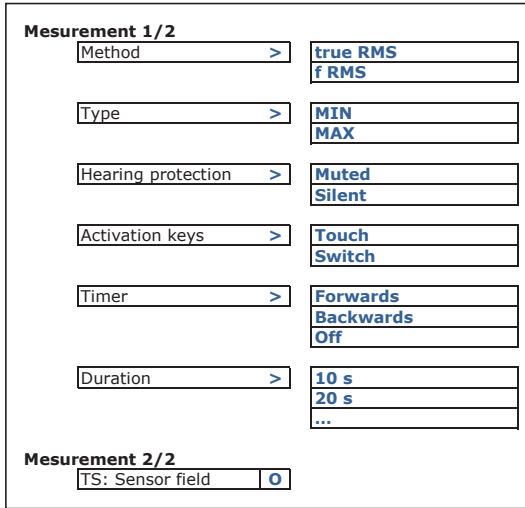 Mesurement 1/2
Method > true RMS
f RMS
Type > MIN
MAX
Hearing protection > Muted
Silent
Activation keys > Touch
Switch
Timer > Forwards
Backwards
Off
Duration > 10 s
20 s
...
Mesurement 2/2
TS: Sensor field O